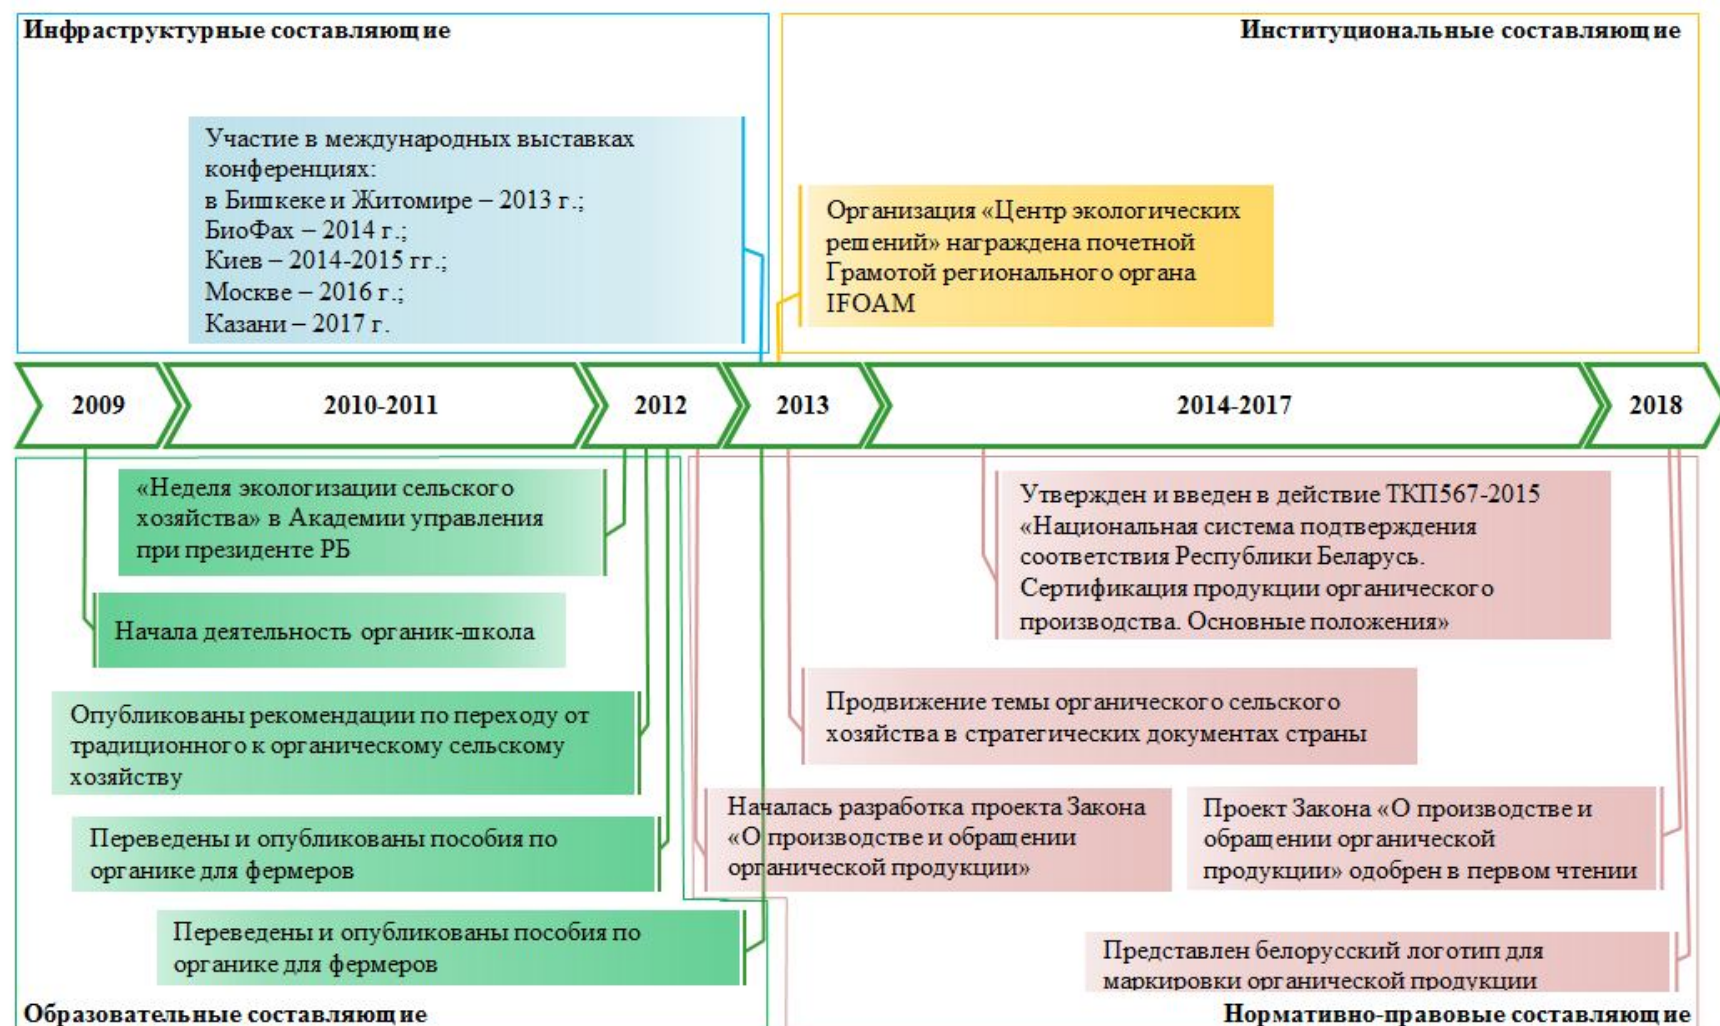 Инфраструктурные составляющие
Институциональные составляющие
Участие в международных выставках
конференциях:
в Бишкеке и Житомире – 2013 г.;
БиоФах – 2014 г.;
Киев – 2014-2015 гг.;
Москве – 2016 г.;
Казани – 2017 г.
Организация «Центр экологических
решений» награждена почетной
Грамотой регионального органа
IFOAM
2009
2010-2011
2012
2013
2014-2017
2018
«Неделя экологизации сельского
хозяйства» в Академии управления
при президенте РБ
Начала деятельность органик-школа
Опубликованы рекомендации по переходу от
традиционного к органическому сельскому
хозяйству
Переведены и опубликованы пособия по
органике для фермеров
Переведены и опубликованы пособия по
органике для фермеров
Образовательные составляющие
Утвержден и введен в действие ТКП567-2015
«Национальная система подтверждения
соответствия Республики Беларусь.
Сертификация продукции органического
производства. Основные положения»
Продвижение темы органического сельского
хозяйства в стратегических документах страны
Началась разработка проекта Закона
«О производстве и обращении
органической продукции»
Проект Закона «О производстве и
обращении органической
продукции» одобрен в первом чтении
Представлен белорусский логотип для
маркировки органической продукции
Нормативно-правовые составляющие